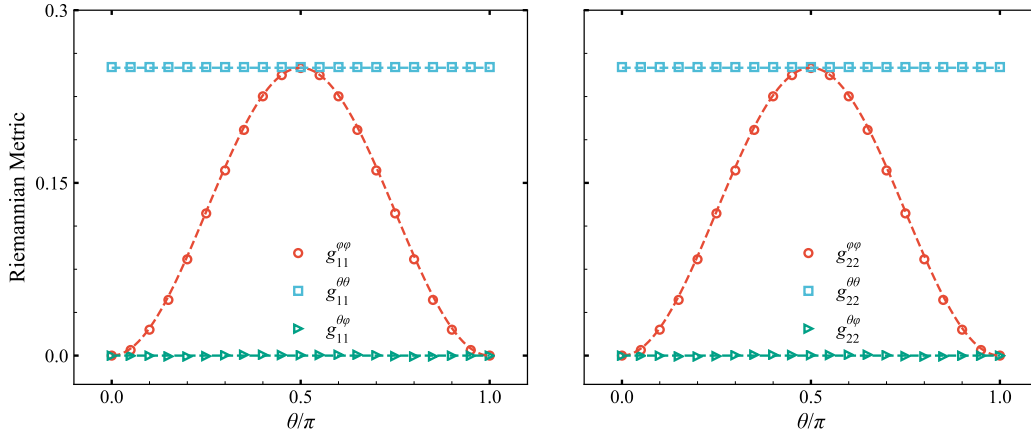 Riemannian Metric
0.3
0.15
0.0
g_{11}^{φφ}
g_{11}^{θθ}
g_{11}^{θφ}
0.0
0.5
1.0
θ/π
g_{22}^{φφ}
g_{22}^{θθ}
g_{22}^{θφ}
0.0
0.5
1.0
θ/π